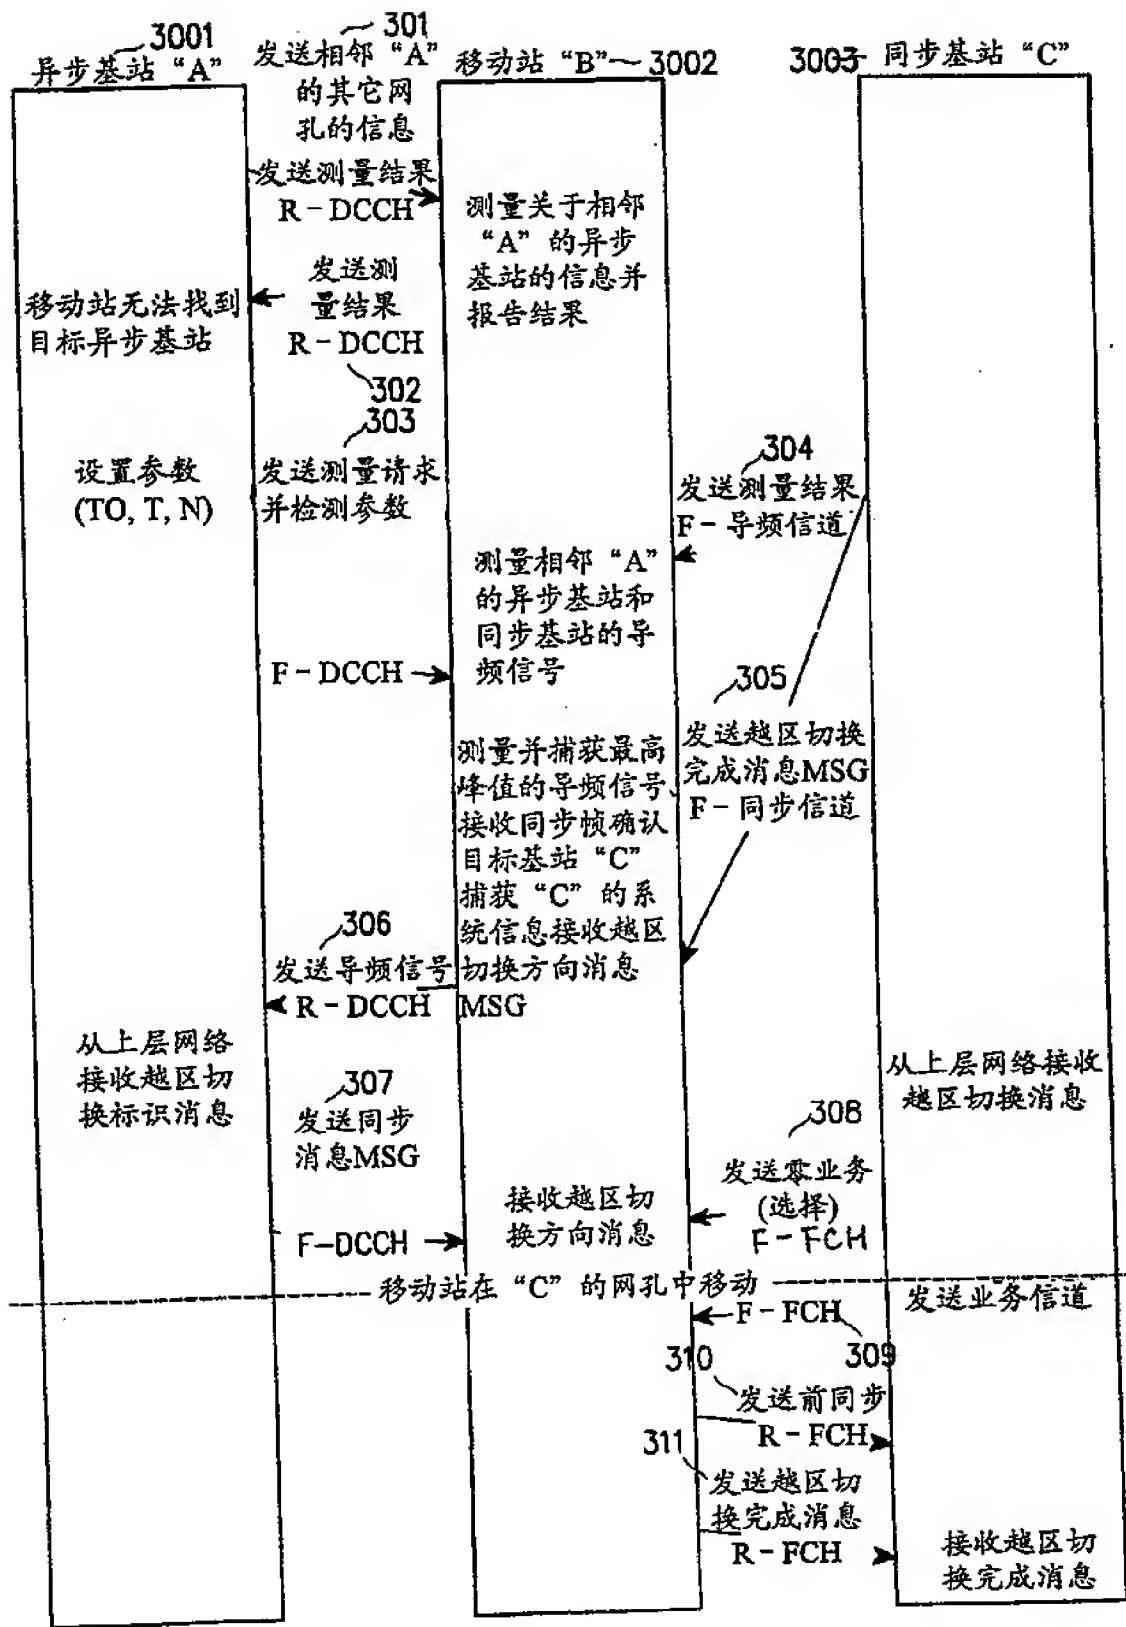 3001
异步基站 “A”
301
发送相邻 “A”
的其它网
孔的信息
移动站 “B”
3002
3003
同步基站 “C”
发送测量结果
R-DCCH
测量关于相邻
“A” 的异步
基站的信息并
报告结果
发送测
量结果
R-DCCH
302
移动站无法找到
目标异步基站
303
设置参数
(TO, T, N)
发送测量请求
并检测参数
304
发送测量结果
F-导频信道
测量相邻 “A”
的异步基站和
同步基站的导
频信号
F-DCCH
305
发送越区切换
完成消息MSG
F-同步信道
测量并捕获最高
峰值的导频信号、
接收同步帧确认
目标基站 “C”
捕获 “C” 的系
统信息接收越区
切换方向消息
MSG
306
发送导频信号
R-DCCH
从上层网络
接收越区切
换标识消息
307
发送同步
消息MSG
从上层网络接收
越区切换消息
308
发送零业务
(选择)
F-FCH
接收越区切
换方向消息
F-DCCH
移动站在 “C” 的网孔中移动
发送业务信道
F-FCH
309
310
发送前同步
R-FCH
311
发送越区切
换完成消息
R-FCH
接收越区切
换完成消息